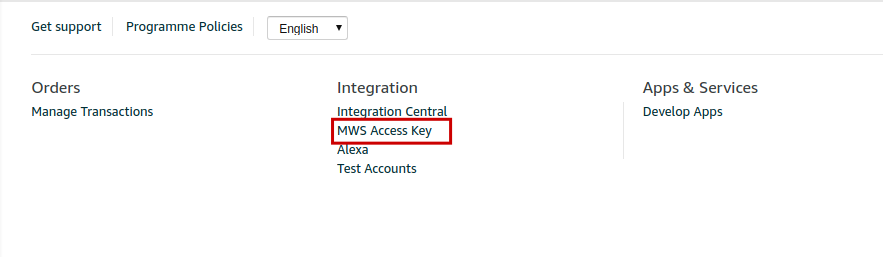 Get support Programme Policies English
Orders
Manage Transactions
Integration
Integration Central
MWS Access Key
Alexa
Test Accounts
Apps & Services
Develop Apps